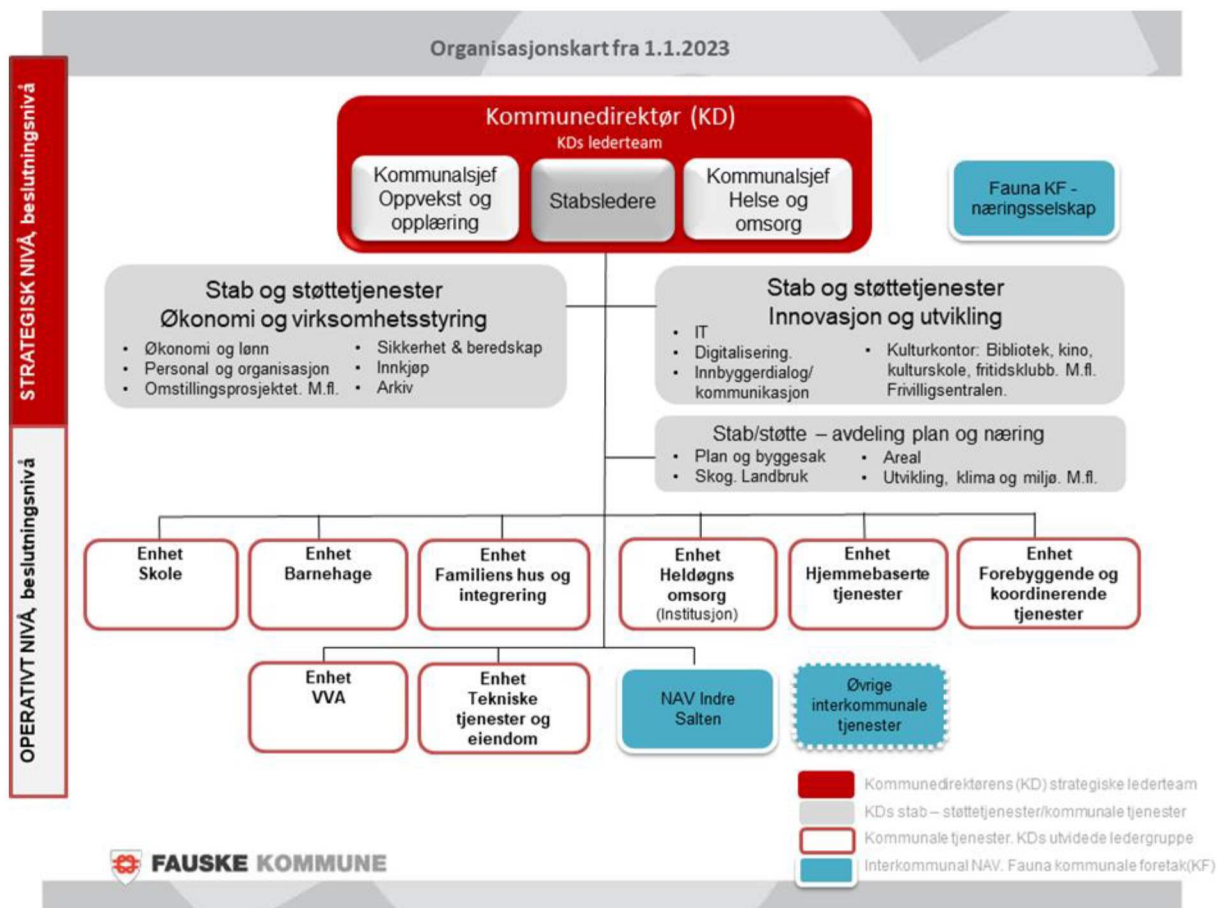 Organisasjonskart fra 1.1.2023
STRATEGISK NIVÅ, beslutningsnivå
OPERATIVT NIVÅ, beslutningsnivå
Kommunedirektør (KD)
KDs lederteam
Kommunalsjef
Oppvekst og
opplæring
Stabsledere
Kommunalsjef
Helse og
omsorg
Fauna KF -
næringsselskap
Stab og støttetjenester
Økonomi og virksomhetsstyring
• Økonomi og lønn
• Personal og organisasjon
• Omstillingsprosjektet. M.fl.
• Sikkerhet & beredskap
• Innkjøp
• Arkiv
Stab og støttetjenester
Innovasjon og utvikling
• IT
• Digitalisering.
• Innbyggerdialog/
kommunikasjon
• Kulturkontor: Bibliotek, kino,
kulturskole, fritidsklubb. M.fl.
Frivilligsentralen.
Stab/støtte – avdeling plan og næring
• Plan og byggesak
• Skog. Landbruk
• Areal
• Utvikling, klima og miljø. M.fl.
Enhet
Skole
Enhet
Barnehage
Enhet
Familiens hus og
integrering
Enhet
Heldøgns
omsorg
(Institusjon)
Enhet
Hjemmebaserte
tjenester
Enhet
Forebyggende og
koordinerende
tjenester
Enhet
VVA
Enhet
Tekniske
tjenester og
eiendom
NAV Indre
Salten
Øvrige
interkommunale
tjenester
Kommunedirektørens (KD) strategiske lederteam
KDs stab – støttetjenester/kommunale tjenester
Kommunale tjenester. KDs utvidede ledergruppe
Interkommunal NAV. Fauna kommunale foretak(KF)
FAUSKE KOMMUNE